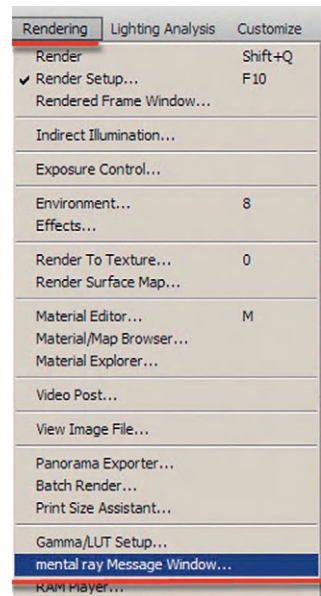 Rendering Lighting Analysis Customize
Render Shift+Q
✔ Render Setup... F10
Rendered Frame Window...
Indirect Illumination...
Exposure Control...
Environment... 8
Effects...
Render To Texture... 0
Render Surface Map...
Material Editor... M
Material/Map Browser...
Material Explorer...
Video Post...
View Image File...
Panorama Exporter...
Batch Render...
Print Size Assistant...
Gamma/LUT Setup...
mental ray Message Window...
RAM Player...